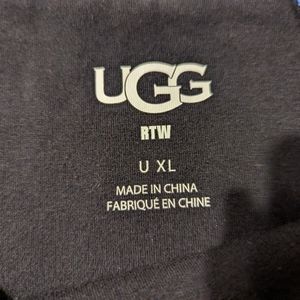 UGG
RTW
U XL
MADE IN CHINA
FABRIQUÉ EN CHINE